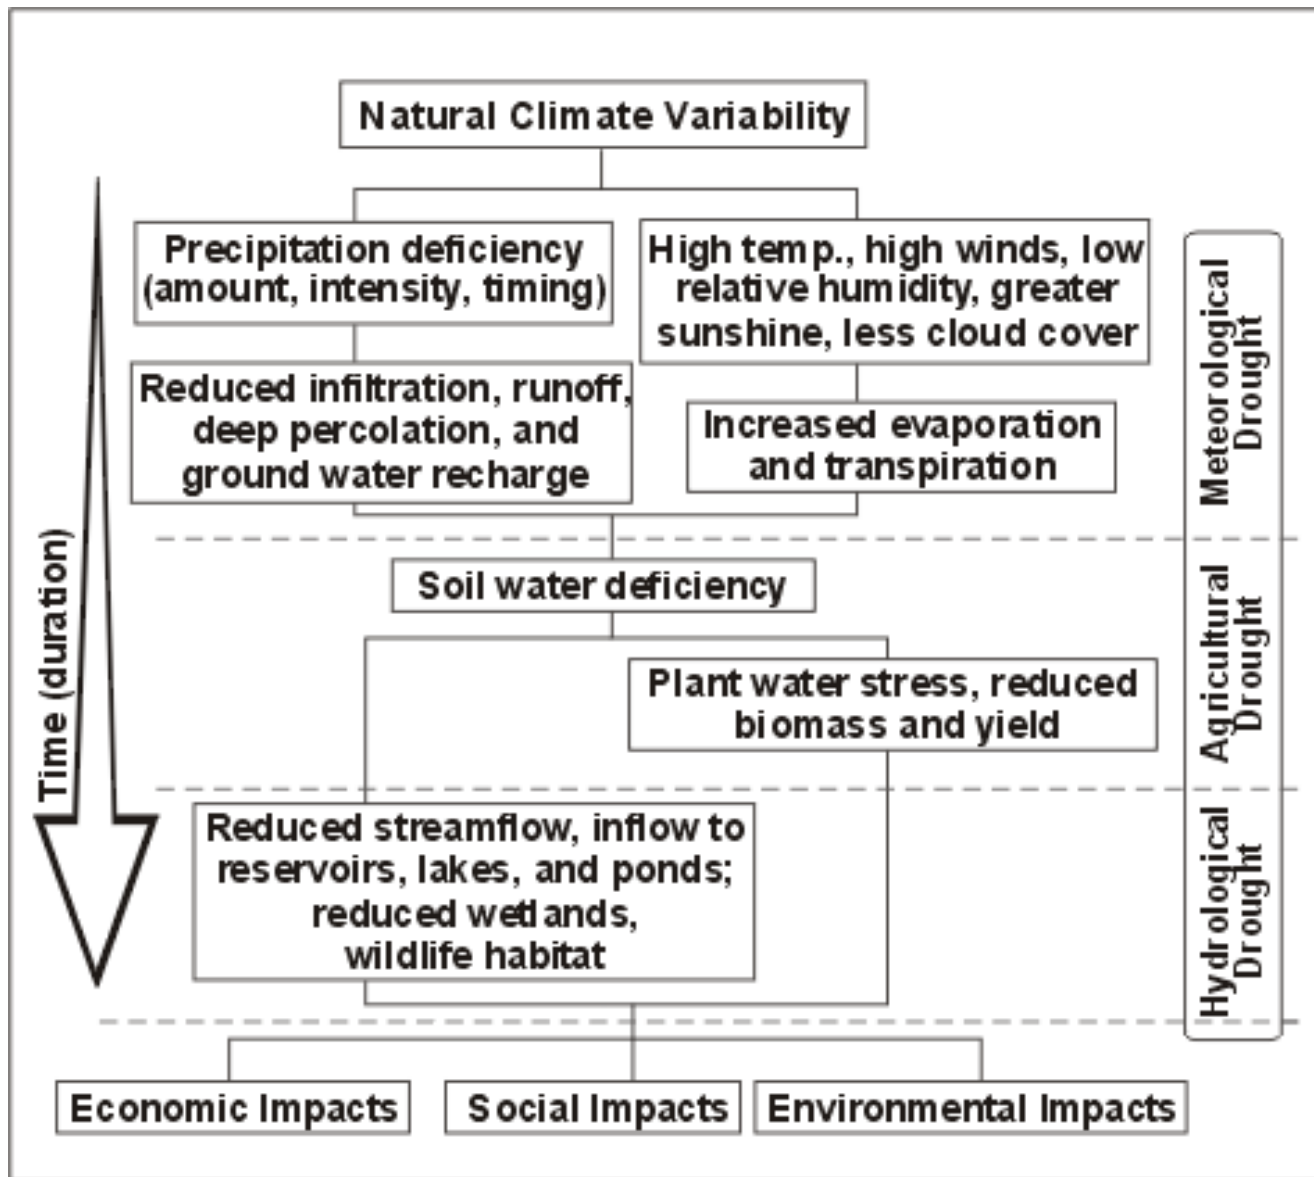 Natural Climate Variability
Precipitation deficiency
(amount, intensity, timing)
High temp., high winds, low
relative humidity, greater
sunshine, less cloud cover
Reduced infiltration, runoff,
deep percolation, and
ground water recharge
Increased evaporation
and transpiration
Meteorological
Drought
Soil water deficiency
Plant water stress, reduced
biomass and yield
Agricultural
Drought
Time (duration)
Reduced streamflow, inflow to
reservoirs, lakes, and ponds;
reduced wetlands,
wildlife habitat
Hydrological
Drought
Economic Impacts
Social Impacts
Environmental Impacts